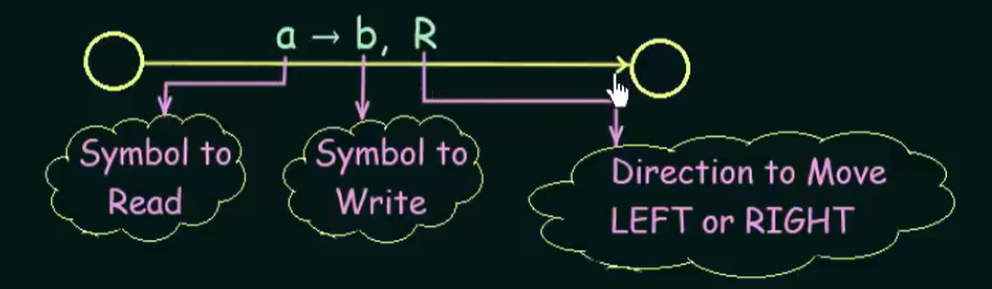 a → b, R
Symbol to
Read
Symbol to
Write
Direction to Move
LEFT or RIGHT